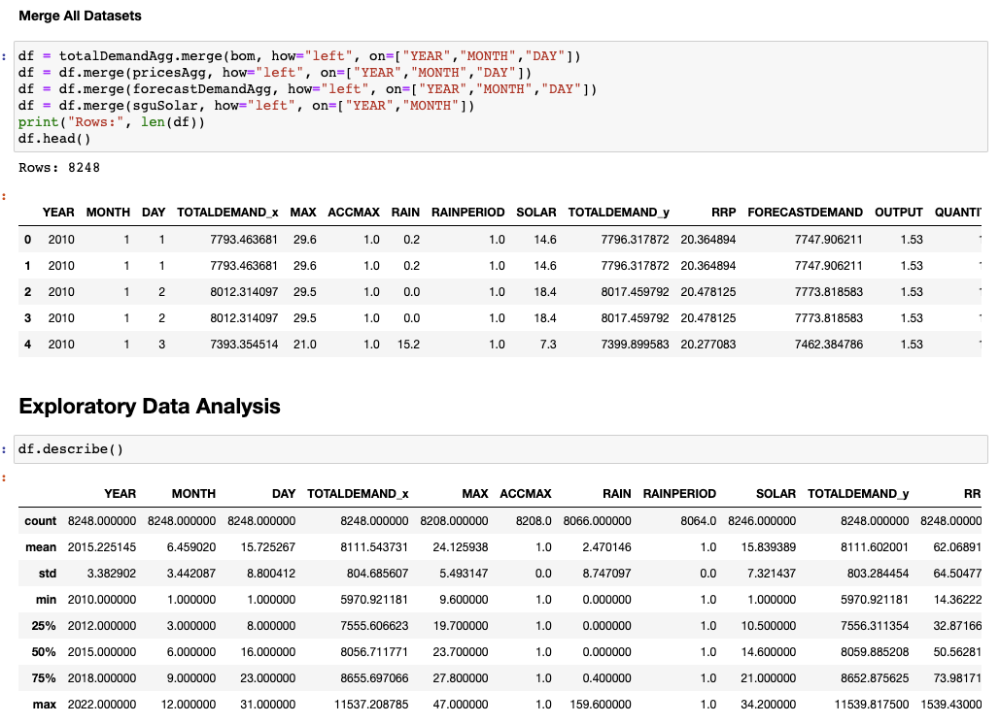 Merge All Datasets
: df = totalDemandAgg.merge(bom, how="left", on=["YEAR","MONTH","DAY"])
df = df.merge(pricesAgg, how="left", on=["YEAR","MONTH","DAY"])
df = df.merge(forecastDemandAgg, how="left", on=["YEAR","MONTH","DAY"])
df = df.merge(sguSolar, how="left", on=["YEAR","MONTH"])
print("Rows:", len(df))
df.head()
Rows: 8248
:
YEAR MONTH DAY TOTALDEMAND_x MAX ACCMAX RAIN RAINPERIOD SOLAR TOTALDEMAND_y RRP FORECASTDEMAND OUTPUT QUANTI
0 2010 1 1 7793.463681 29.6 1.0 0.2 1.0 14.6 7796.317872 20.364894 7747.906211 1.53
1 2010 1 1 7793.463681 29.6 1.0 0.2 1.0 14.6 7796.317872 20.364894 7747.906211 1.53
2 2010 1 2 8012.314097 29.5 1.0 0.0 1.0 18.4 8017.459792 20.478125 7773.818583 1.53
3 2010 1 2 8012.314097 29.5 1.0 0.0 1.0 18.4 8017.459792 20.478125 7773.818583 1.53
4 2010 1 3 7393.354514 21.0 1.0 15.2 1.0 7.3 7399.899583 20.277083 7462.384786 1.53
Exploratory Data Analysis
: df.describe()
:
YEAR MONTH DAY TOTALDEMAND_x MAX ACCMAX RAIN RAINPERIOD SOLAR TOTALDEMAND_y RR
count 8248.000000 8248.000000 8248.000000 8248.000000 8208.000000 8208.0 8066.000000 8064.0 8246.000000 8248.000000 8248.00000
mean 2015.225145 6.459020 15.725267 8111.543731 24.125938 1.0 2.470146 1.0 15.839389 8111.602001 62.06891
std 3.382902 3.442087 8.800412 804.685607 5.493147 0.0 8.747097 0.0 7.321437 803.284454 64.50477
min 2010.000000 1.000000 1.000000 5970.921181 9.600000 1.0 0.000000 1.0 1.000000 5970.921181 14.36222
25% 2012.000000 3.000000 8.000000 7555.606623 19.700000 1.0 0.000000 1.0 10.500000 7556.311354 32.87166
50% 2015.000000 6.000000 16.000000 8056.711771 23.700000 1.0 0.000000 1.0 14.600000 8059.885208 50.56281
75% 2018.000000 9.000000 23.000000 8655.697066 27.800000 1.0 0.400000 1.0 21.000000 8652.875625 73.98171
max 2022.000000 12.000000 31.000000 11537.208785 47.000000 1.0 159.600000 1.0 34.200000 11539.817500 1539.43000